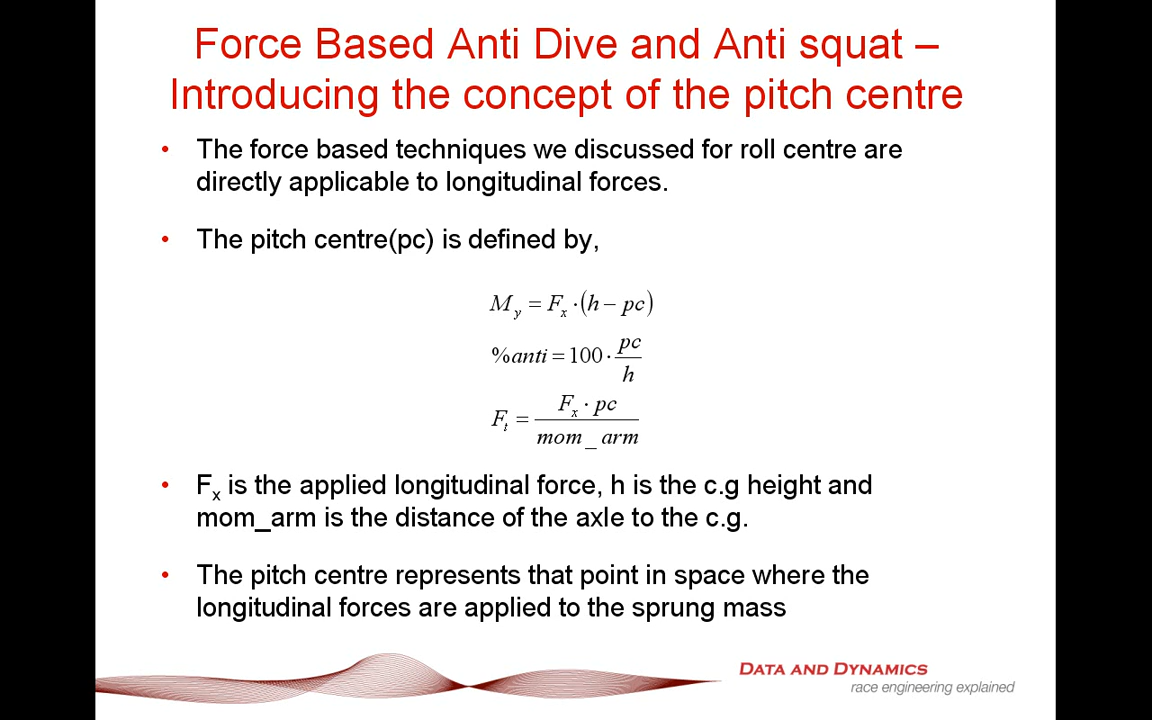 Force Based Anti Dive and Anti squat –
Introducing the concept of the pitch centre
• The force based techniques we discussed for roll centre are
directly applicable to longitudinal forces.
• The pitch centre(pc) is defined by,
M_y = F_x · (h − pc)
%anti = 100 · pc / h
F_t = F_x · pc / mom_arm
• F_x is the applied longitudinal force, h is the c.g height and
mom_arm is the distance of the axle to the c.g.
• The pitch centre represents that point in space where the
longitudinal forces are applied to the sprung mass
DATA AND DYNAMICS
race engineering explained